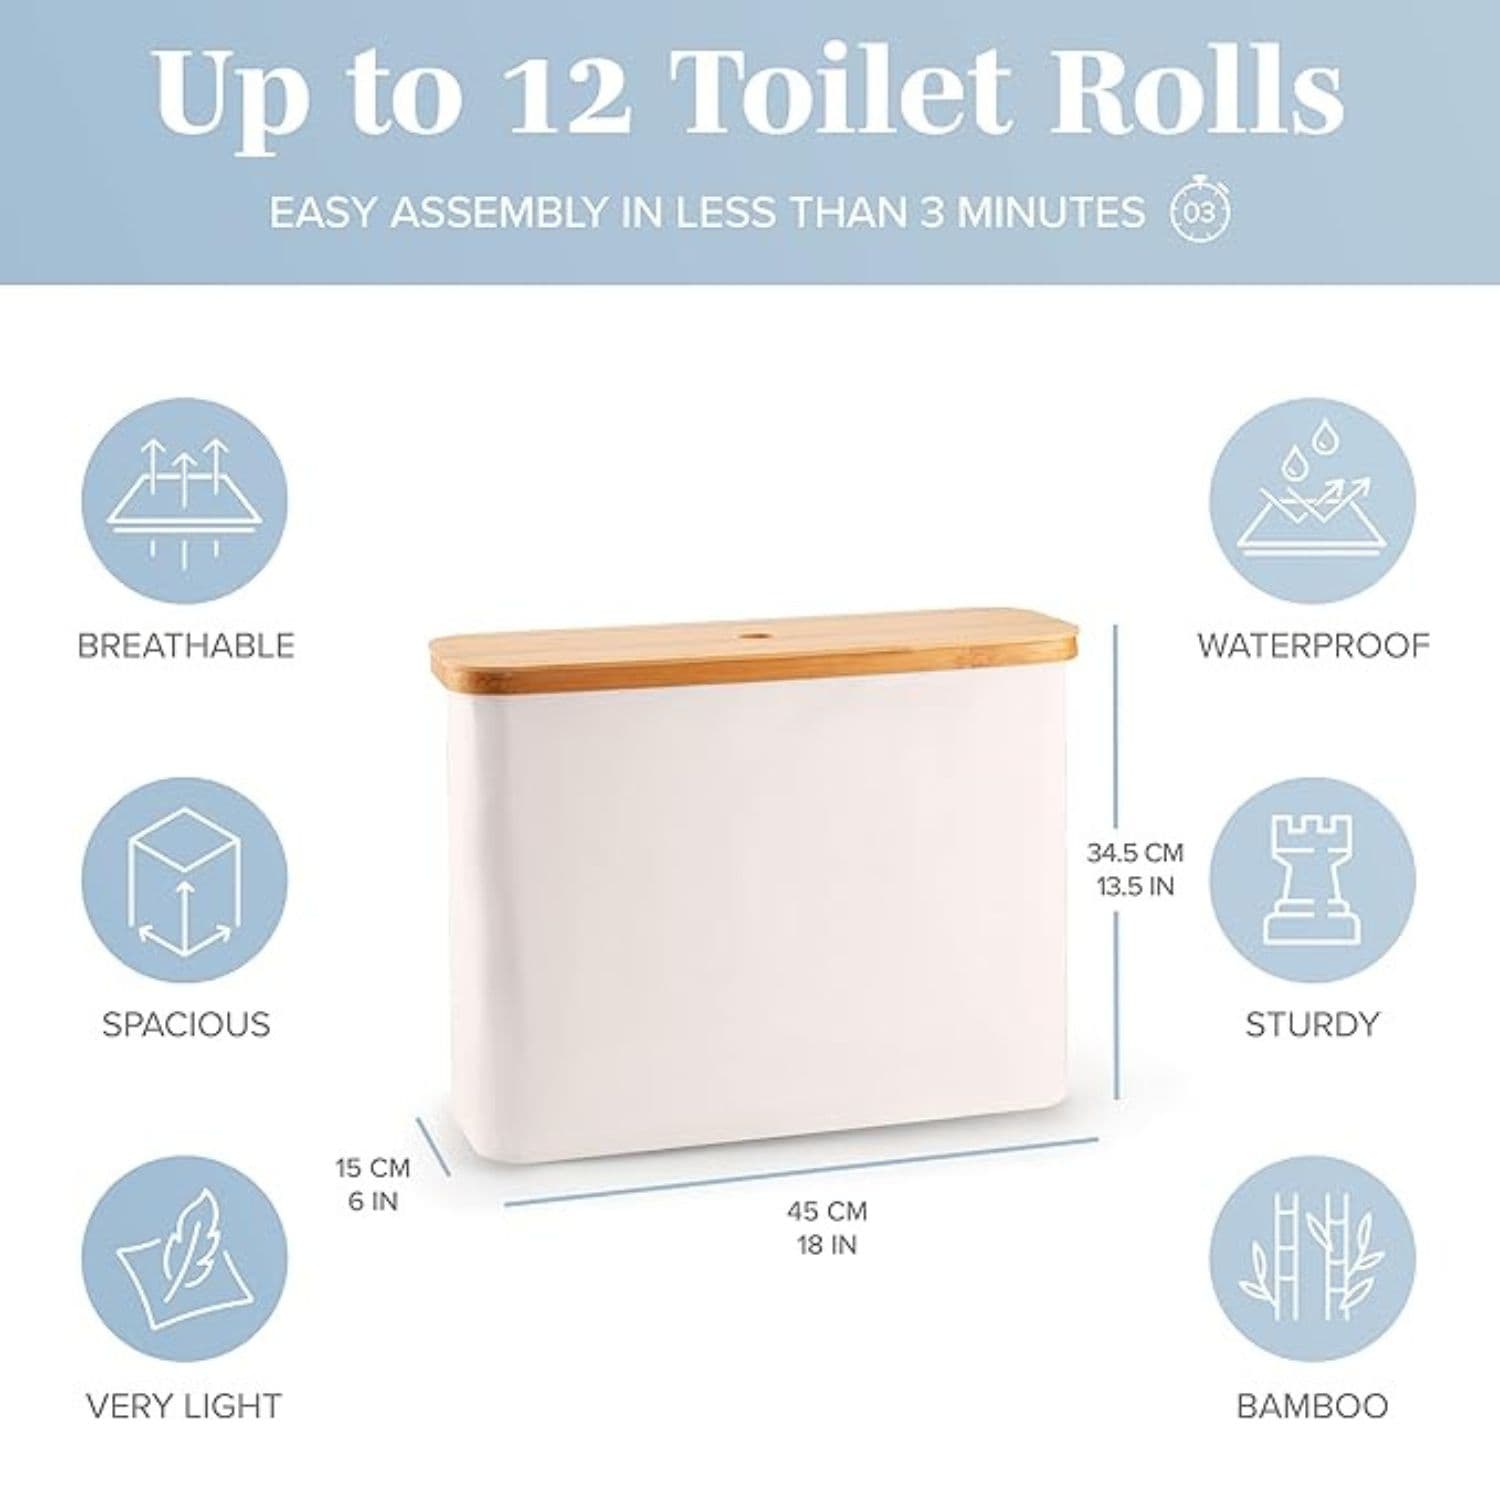 Up to 12 Toilet Rolls
EASY ASSEMBLY IN LESS THAN 3 MINUTES 03
BREATHABLE
WATERPROOF
34.5 CM
13.5 IN
SPACIOUS
STURDY
15 CM
6 IN
45 CM
18 IN
VERY LIGHT
BAMBOO